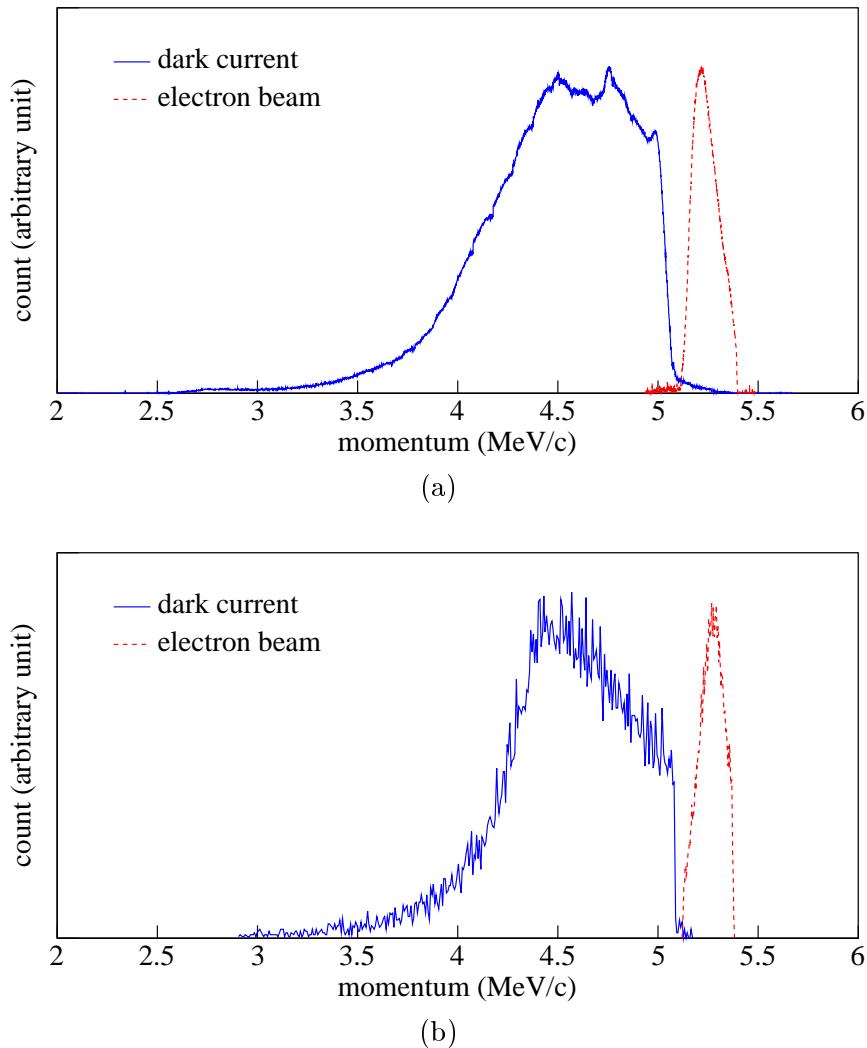 dark current
electron beam
count (arbitrary unit)
2 2.5 3 3.5 4 4.5 5 5.5 6
momentum (MeV/c)
(a)
dark current
electron beam
count (arbitrary unit)
2 2.5 3 3.5 4 4.5 5 5.5 6
momentum (MeV/c)
(b)